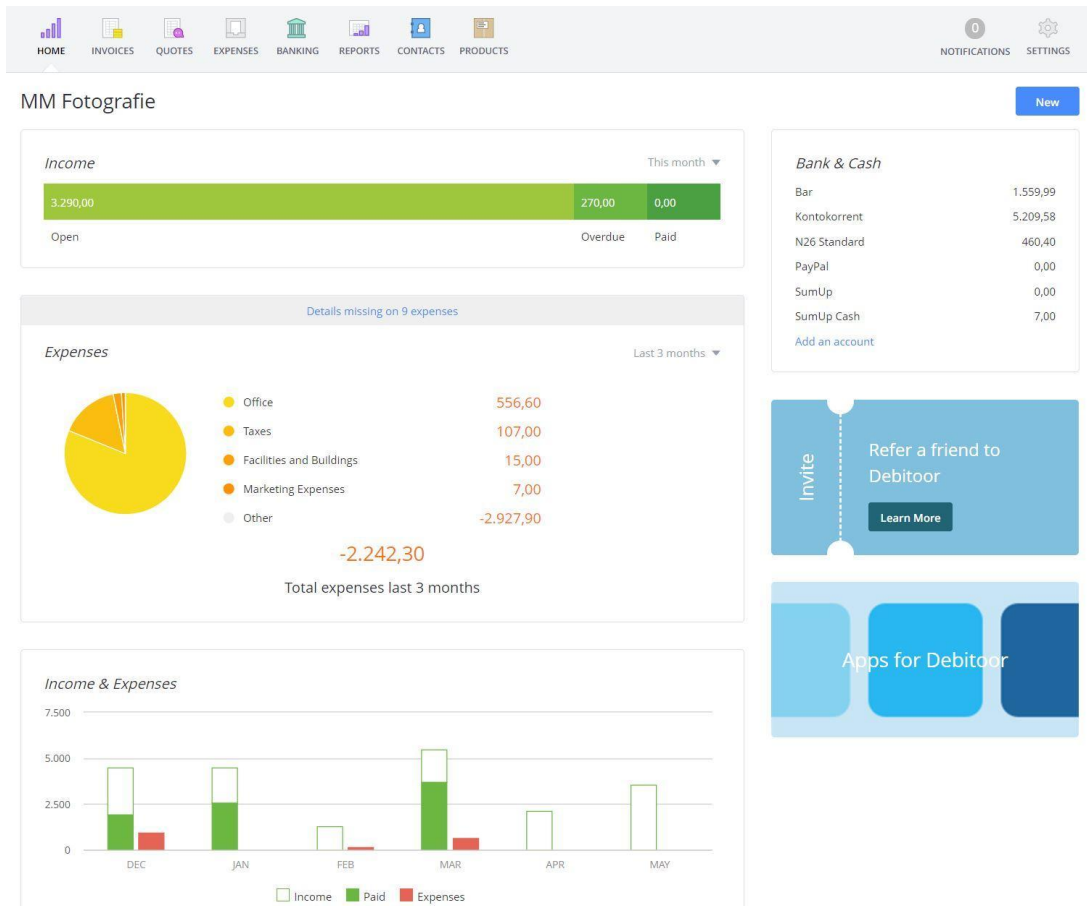 HOME INVOICES QUOTES EXPENSES BANKING REPORTS CONTACTS PRODUCTS
0
NOTIFICATIONS SETTINGS
MM Fotografie
New
Income
This month
3.290,00 270,00 0,00
Open Overdue Paid
Details missing on 9 expenses
Expenses
Last 3 months
Office 556,60
Taxes 107,00
Facilities and Buildings 15,00
Marketing Expenses 7,00
Other -2.927,90
-2.242,30
Total expenses last 3 months
Income & Expenses
7.500
5.000
2.500
0
DEC JAN FEB MAR APR MAY
Income Paid Expenses
Bank & Cash
Bar 1.559,99
Kontokorrent 5.209,58
N26 Standard 460,40
PayPal 0,00
SumUp 0,00
SumUp Cash 7,00
Add an account
Invite
Refer a friend to
Debitoor
Learn More
Apps for Debitoor